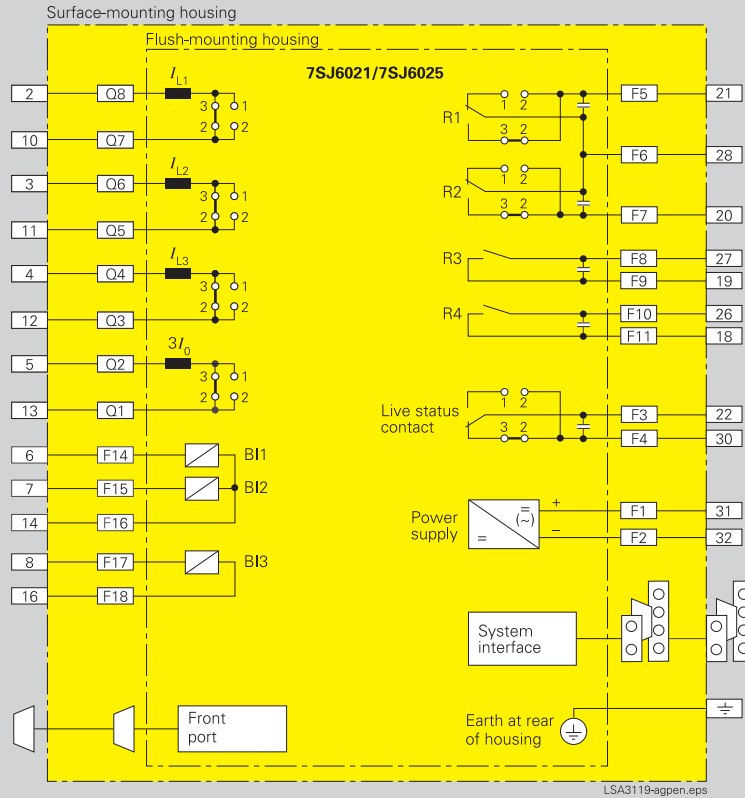 Surface-mounting housing
Flush-mounting housing
7SJ6021/7SJ6025
2 Q8 I L1 3 1 2 2
10 Q7
3 Q6 I L2 3 1 2 2
11 Q5
4 Q4 I L3 3 1 2 2
12 Q3
5 Q2 3I 0 3 1 2 2
13 Q1
6 F14 BI1
7 F15 BI2
14 F16
8 F17 BI3
16 F18
Front
port
R1 1 2 3 2
F5 21
F6 28
R2 1 2 3 2
F7 20
R3 F8 27
F9 19
R4 F10 26
F11 18
Live status
contact
1 2 3 2
F3 22
F4 30
Power
supply
= = (~) + −
F1 31
F2 32
System
interface
Earth at rear
of housing
LSA3119-agpen.eps